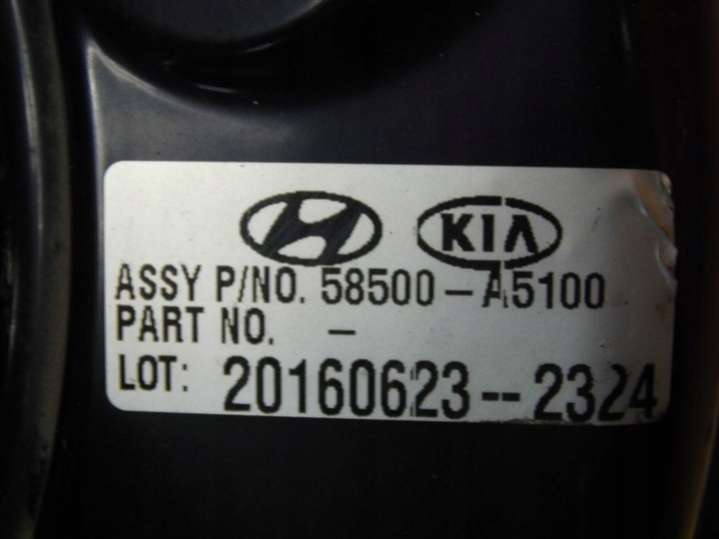 KIA
ASSY P/NO. 58500-A5100
PART NO. -
LOT: 20160623--2324